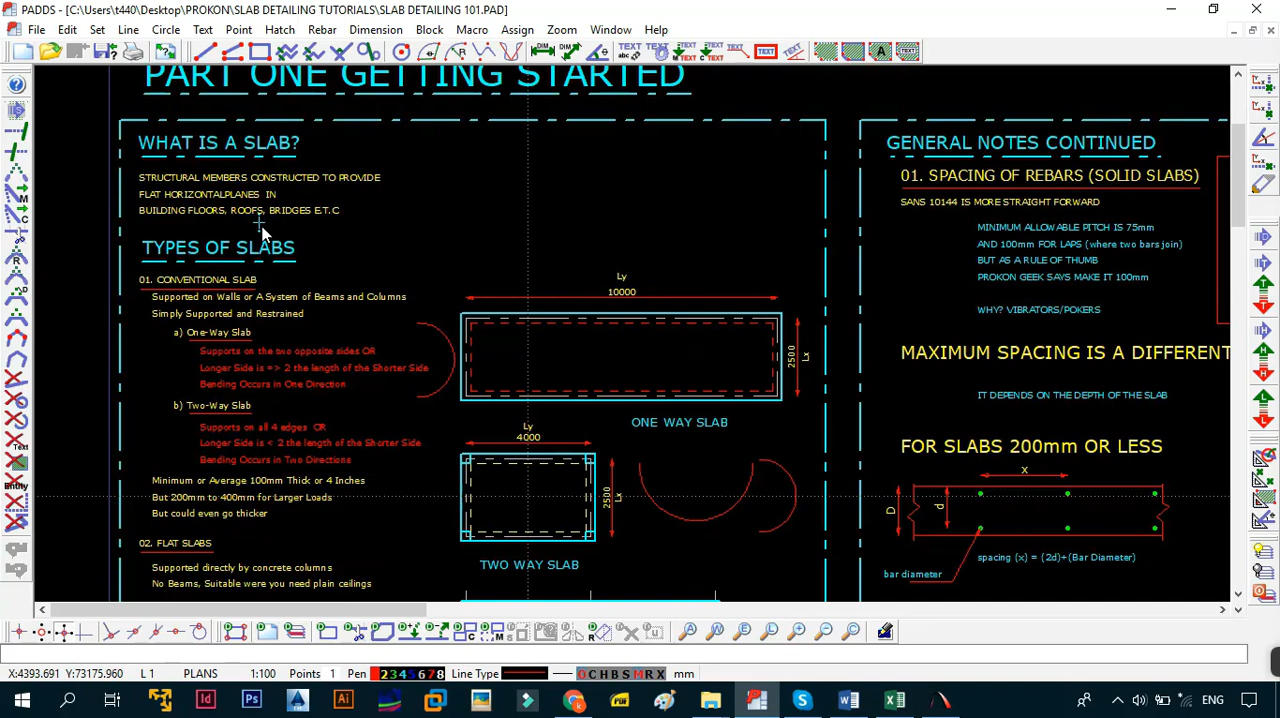 PADDS - [C:\Users\t440\Desktop\PROKON\SLAB DETAILING TUTORIALS\SLAB DETAILING 101.PAD]
File Edit Set Line Circle Text Point Hatch Rebar Dimension Block Macro Assign Zoom Window Help
PART ONE GETTING STARTED
WHAT IS A SLAB?
STRUCTURAL MEMBERS CONSTRUCTED TO PROVIDE
FLAT HORIZONTALPLANES IN
BUILDING FLOORS, ROOFS, BRIDGES E.T.C
TYPES OF SLABS
01. CONVENTIONAL SLAB
Supported on Walls or A System of Beams and Columns
Simply Supported and Restrained
a) One-Way Slab
Supports on the two opposite sides OR
Longer Side is => 2 the length of the Shorter Side
Bending Occurs in One Direction
b) Two-Way Slab
Supports on all 4 edges OR
Longer Side is < 2 the length of the Shorter Side
Bending Occurs in Two Directions
Minimum or Average 100mm Thick or 4 Inches
But 200mm to 400mm for Larger Loads
But could even go thicker
02. FLAT SLABS
Supported directly by concrete columns
No Beams, Suitable were you need plain ceilings
Ly
10000
2500
Lx
ONE WAY SLAB
Ly
4000
2500
Lx
TWO WAY SLAB
GENERAL NOTES CONTINUED
01. SPACING OF REBARS (SOLID SLABS)
SANS 10144 IS MORE STRAIGHT FORWARD
MINIMUM ALLOWABLE PITCH IS 75mm
AND 100mm FOR LAPS (where two bars join)
BUT AS A RULE OF THUMB
PROKON GEEK SAYS MAKE IT 100mm
WHY? VIBRATORS/POKERS
MAXIMUM SPACING IS A DIFFERENT
IT DEPENDS ON THE DEPTH OF THE SLAB
FOR SLABS 200mm OR LESS
x
D
d
spacing (x) = (2d)+(Bar Diameter)
bar diameter
X:4393.691 Y:73175.960 L 1 PLANS 1:100 Points 1 Pen 12345678 Line Type OCHBSMRX mm
ENG